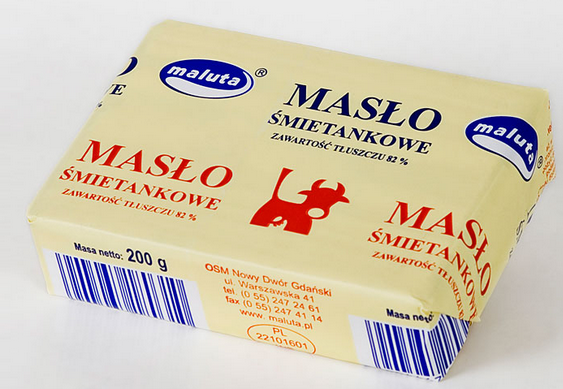 maluta®
MASŁO
ŚMIETANKOWE
ZAWARTOŚĆ TŁUSZCZU 82 %
maluta®
MASŁO
ŚMIETANKOWE
ZAWARTOŚĆ TŁUSZCZU 82 %
MASŁO
ŚMIETANKOWE
ZAWARTOŚĆ TŁUSZCZU
Masa netto: 200 g
OSM Nowy Dwór Gdański
ul. Warszawska 41
tel. (0 55) 247 24 61
fax (0 55) 247 41 14
www. maluta.pl
PL
22101601
Masa